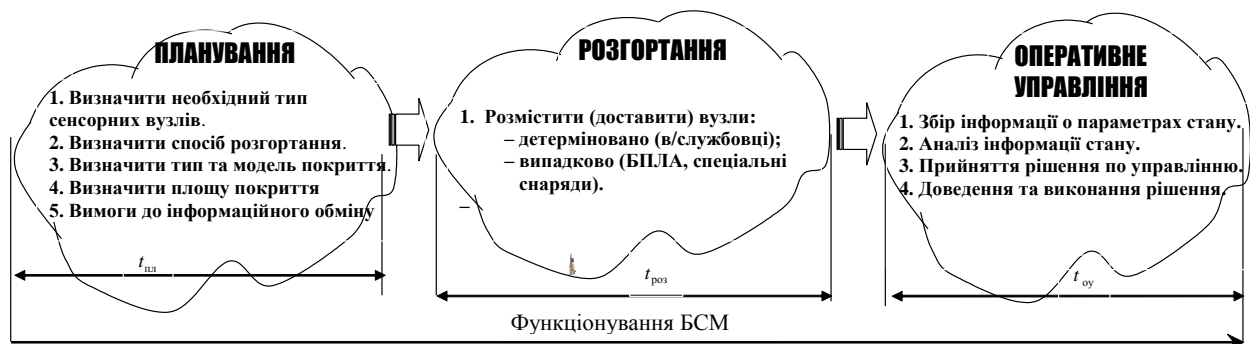 ПЛАНУВАННЯ
1. Визначити необхідний тип
сенсорних вузлів.
2. Визначити спосіб розгортання.
3. Визначити тип та модель покриття.
4. Визначити площу покриття
5. Вимоги до інформаційного обміну
t пл
РОЗГОРТАННЯ
1. Розмістити (доставити) вузли:
– детерміновано (в/службовці);
– випадково (БПЛА, спеціальні
снаряди).
–
t роз
ОПЕРАТИВНЕ
УПРАВЛІННЯ
1. Збір інформації о параметрах стану.
2. Аналіз інформації стану.
3. Прийняття рішення по управлінню.
4. Доведення та виконання рішення.
t оу
Функціонування БСМ